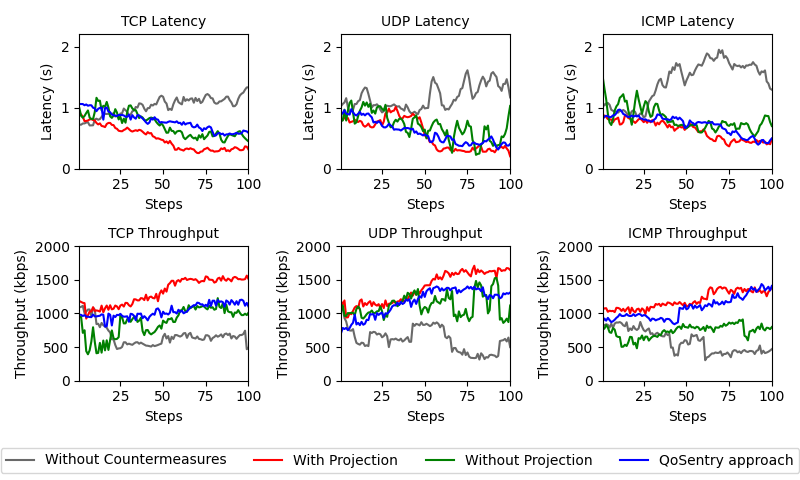 TCP Latency
UDP Latency
ICMP Latency
Latency (s)
2
1
0
25 50 75 100
Steps
Latency (s)
2
1
0
25 50 75 100
Steps
Latency (s)
2
1
0
25 50 75 100
Steps
TCP Throughput
UDP Throughput
ICMP Throughput
Throughput (kbps)
2000
1500
1000
500
0
25 50 75 100
Steps
Throughput (kbps)
2000
1500
1000
500
0
25 50 75 100
Steps
Throughput (kbps)
2000
1500
1000
500
0
25 50 75 100
Steps
Without Countermeasures With Projection Without Projection QoSentry approach